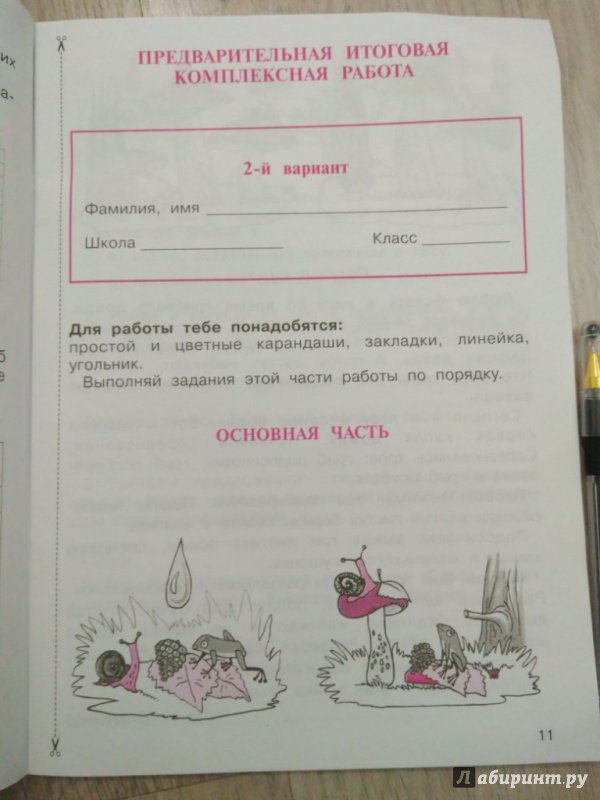 их
а-
ПРЕДВАРИТЕЛЬНАЯ ИТОГОВАЯ
КОМПЛЕКСНАЯ РАБОТА
2-й вариант
Фамилия, имя
Школа
Класс
Для работы тебе понадобятся:
простой и цветные карандаши, закладки, линейка,
угольник.
Выполняй задания этой части работы по порядку.
ОСНОВНАЯ ЧАСТЬ
11
Лабиринт.ру